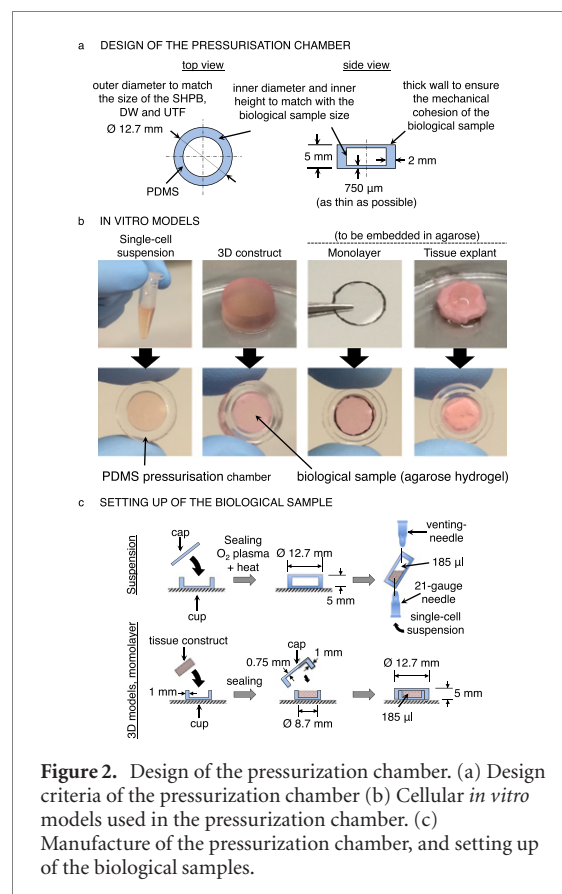 a DESIGN OF THE PRESSURISATION CHAMBER
top view
outer diameter to match
the size of the SHPB,
DW and UTF
Ø 12.7 mm
PDMS
inner diameter and inner
height to match with the
biological sample size
side view
thick wall to ensure
the mechanical
cohesion of the
biological sample
5 mm
2 mm
750 µm
(as thin as possible)
b IN VITRO MODELS
(to be embedded in agarose)
Single-cell
suspension
3D construct
Monolayer
Tissue explant
PDMS pressurisation chamber
biological sample (agarose hydrogel)
c SETTING UP OF THE BIOLOGICAL SAMPLE
Suspension
cap
cup
Sealing
O2 plasma
+ heat
Ø 12.7 mm
5 mm
venting-
needle
185 µl
21-gauge
needle
single-cell
suspension
3D models, momolayer
tissue construct
1 mm
cup
sealing
cap
0.75 mm
1 mm
Ø 8.7 mm
Ø 12.7 mm
5 mm
185 µl
Figure 2. Design of the pressurization chamber. (a) Design
criteria of the pressurization chamber (b) Cellular in vitro
models used in the pressurization chamber. (c)
Manufacture of the pressurization chamber, and setting up
of the biological samples.